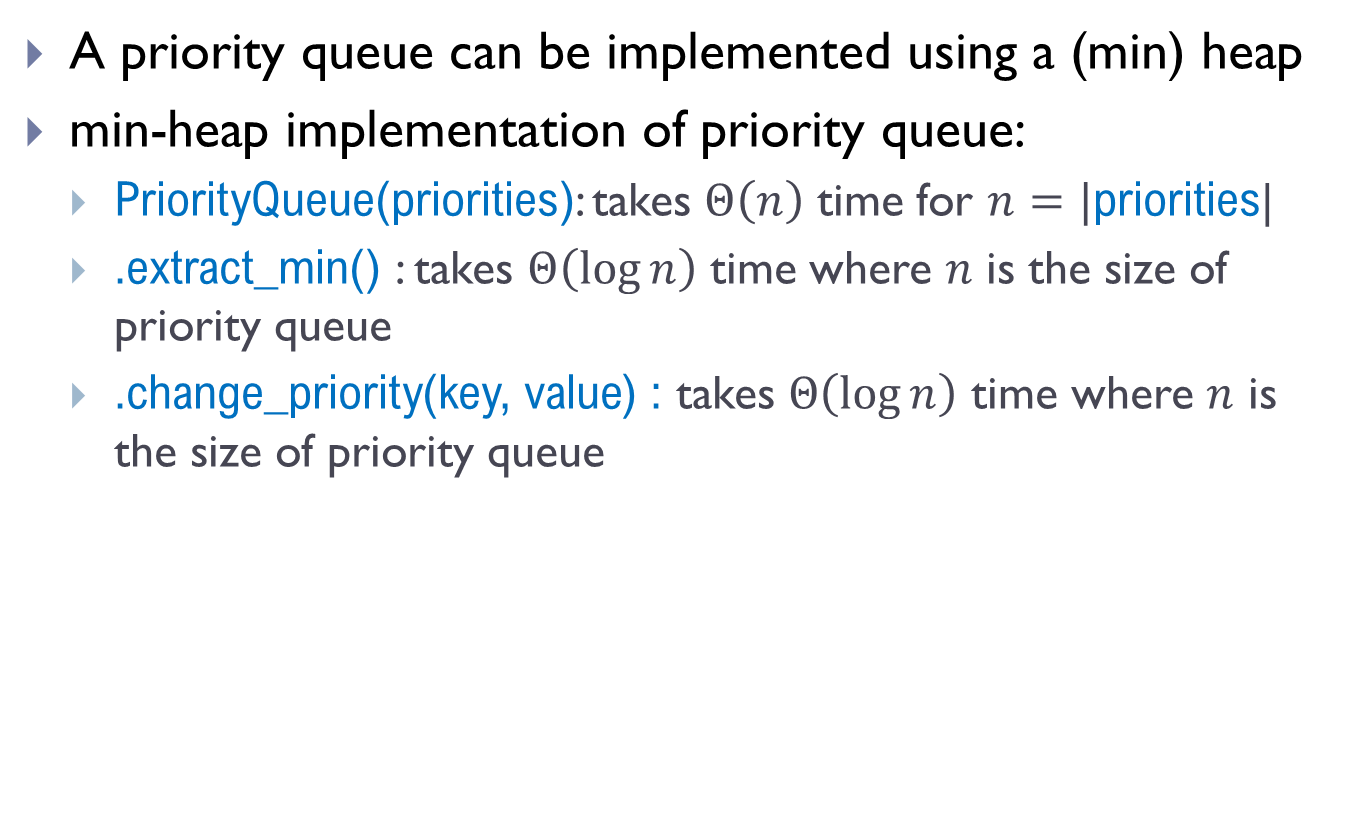 A priority queue can be implemented using a (min) heap
min-heap implementation of priority queue:
PriorityQueue(priorities): takes Θ(n) time for n = |priorities|
.extract_min() : takes Θ(log n) time where n is the size of
priority queue
.change_priority(key, value) : takes Θ(log n) time where n is
the size of priority queue